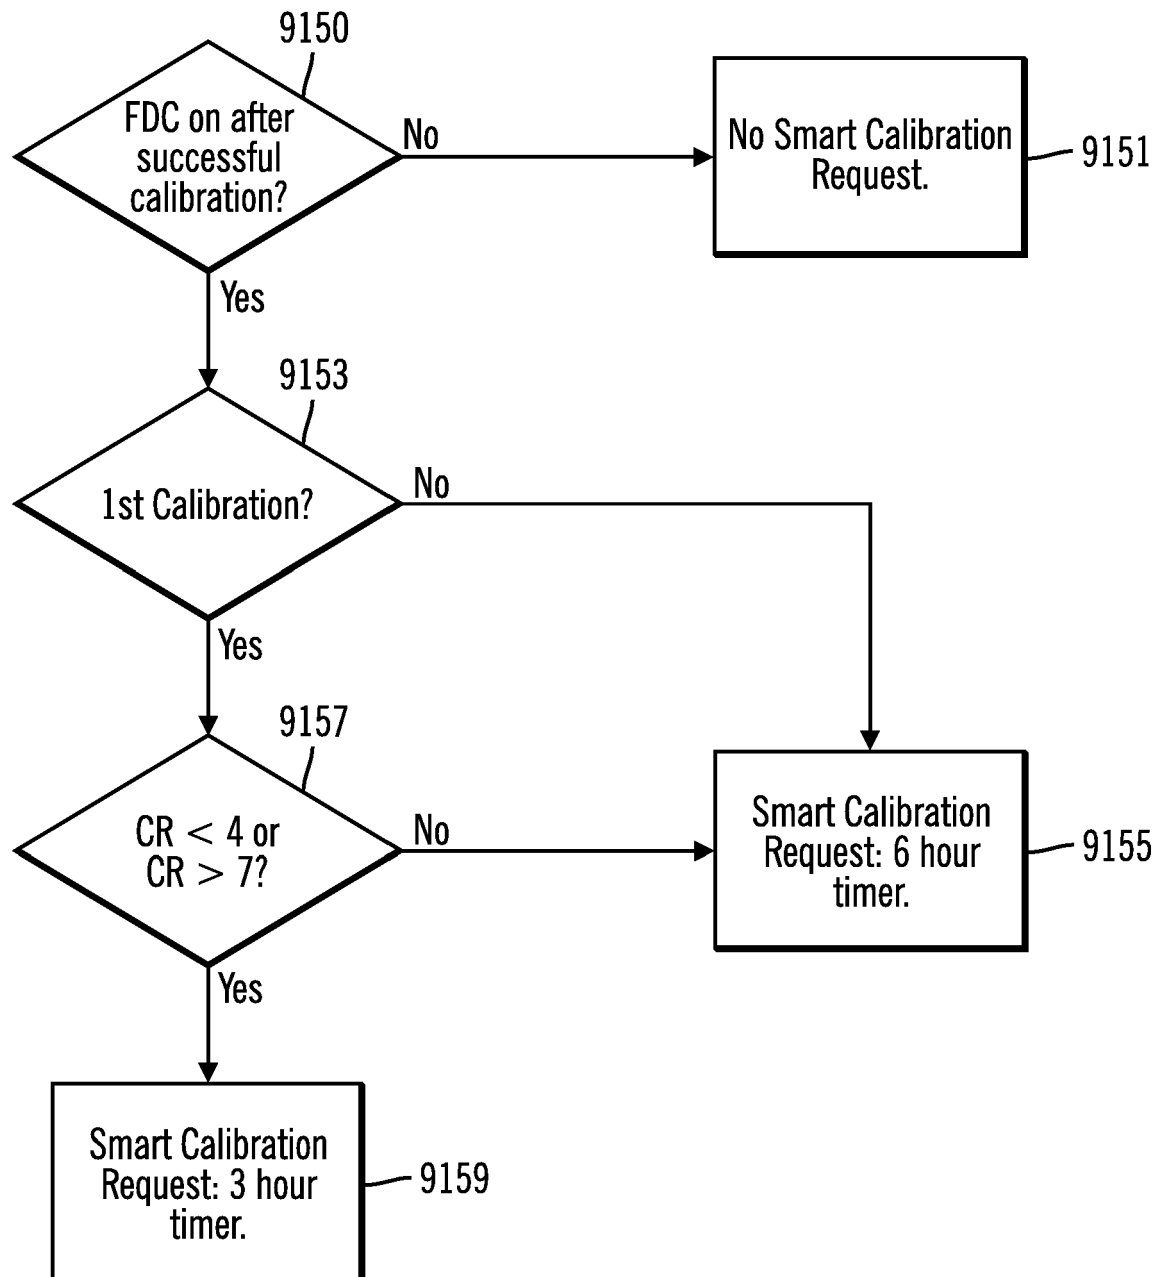 9150
FDC on after
successful
calibration?
No
No Smart Calibration
Request.
9151
Yes
9153
1st Calibration?
No
Yes
9157
CR < 4 or
CR > 7?
No
Smart Calibration
Request: 6 hour
timer.
9155
Yes
Smart Calibration
Request: 3 hour
timer.
9159